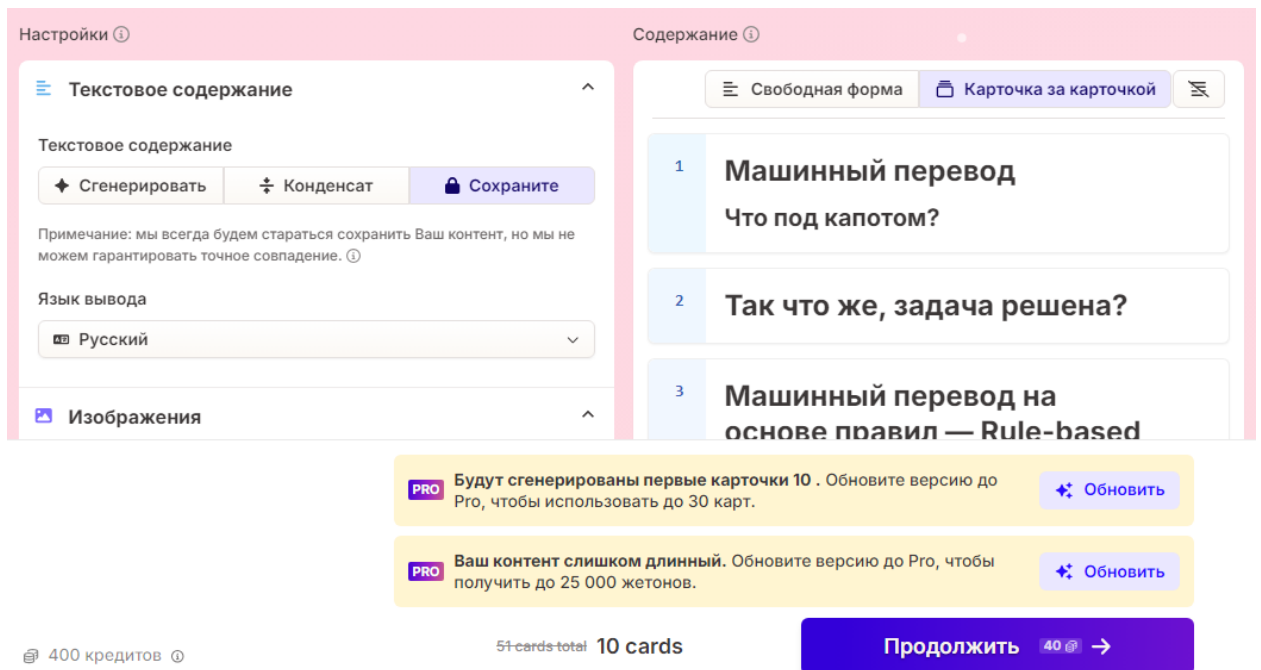 Настройки
Содержание
Текстовое содержание
Свободная форма
Карточка за карточкой
Текстовое содержание
Сгенерировать
Конденсат
Сохраните
Примечание: мы всегда будем стараться сохранить Ваш контент, но мы не
можем гарантировать точное совпадение.
Язык вывода
Русский
Изображения
1
Машинный перевод
Что под капотом?
2
Так что же, задача решена?
3
Машинный перевод на
основе правил — Rule-based
PRO
Будут сгенерированы первые карточки 10 . Обновите версию до
Pro, чтобы использовать до 30 карт.
Обновить
PRO
Ваш контент слишком длинный. Обновите версию до Pro, чтобы
получить до 25 000 жетонов.
Обновить
400 кредитов
51 cards total 10 cards
Продолжить 40